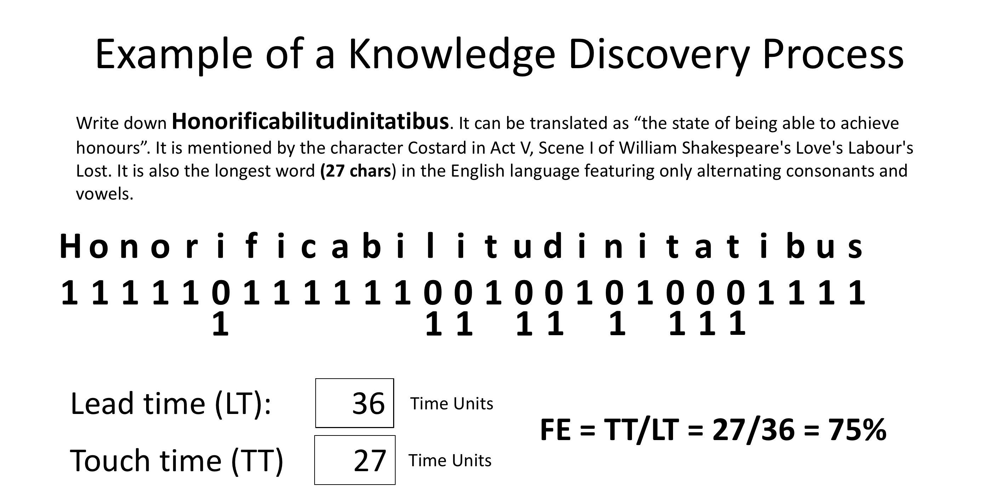 Example of a Knowledge Discovery Process
Write down Honorificabilitudinitatibus. It can be translated as “the state of being able to achieve
honours”. It is mentioned by the character Costard in Act V, Scene I of William Shakespeare's Love's Labour's
Lost. It is also the longest word (27 chars) in the English language featuring only alternating consonants and
vowels.
H o n o r i f i c a b i l i t u d i n i t a t i b u s
1 1 1 1 1 0 1 1 1 1 1 1 0 0 1 0 0 1 0 1 0 0 0 1 1 1 1
1 1 1 1 1 1 1 1 1
Lead time (LT): 36 Time Units
FE = TT/LT = 27/36 = 75%
Touch time (TT) 27 Time Units